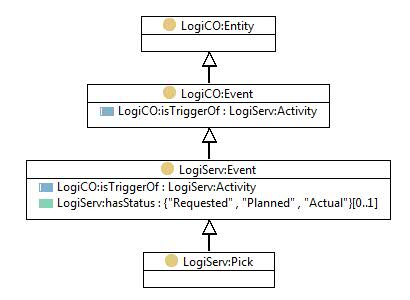 LogiCO:Entity
LogiCO:Event
LogiCO:isTriggerOf : LogiServ:Activity
LogiServ:Event
LogiCO:isTriggerOf : LogiServ:Activity
LogiServ:hasStatus : {"Requested" , "Planned" , "Actual"}[0..1]
LogiServ:Pick